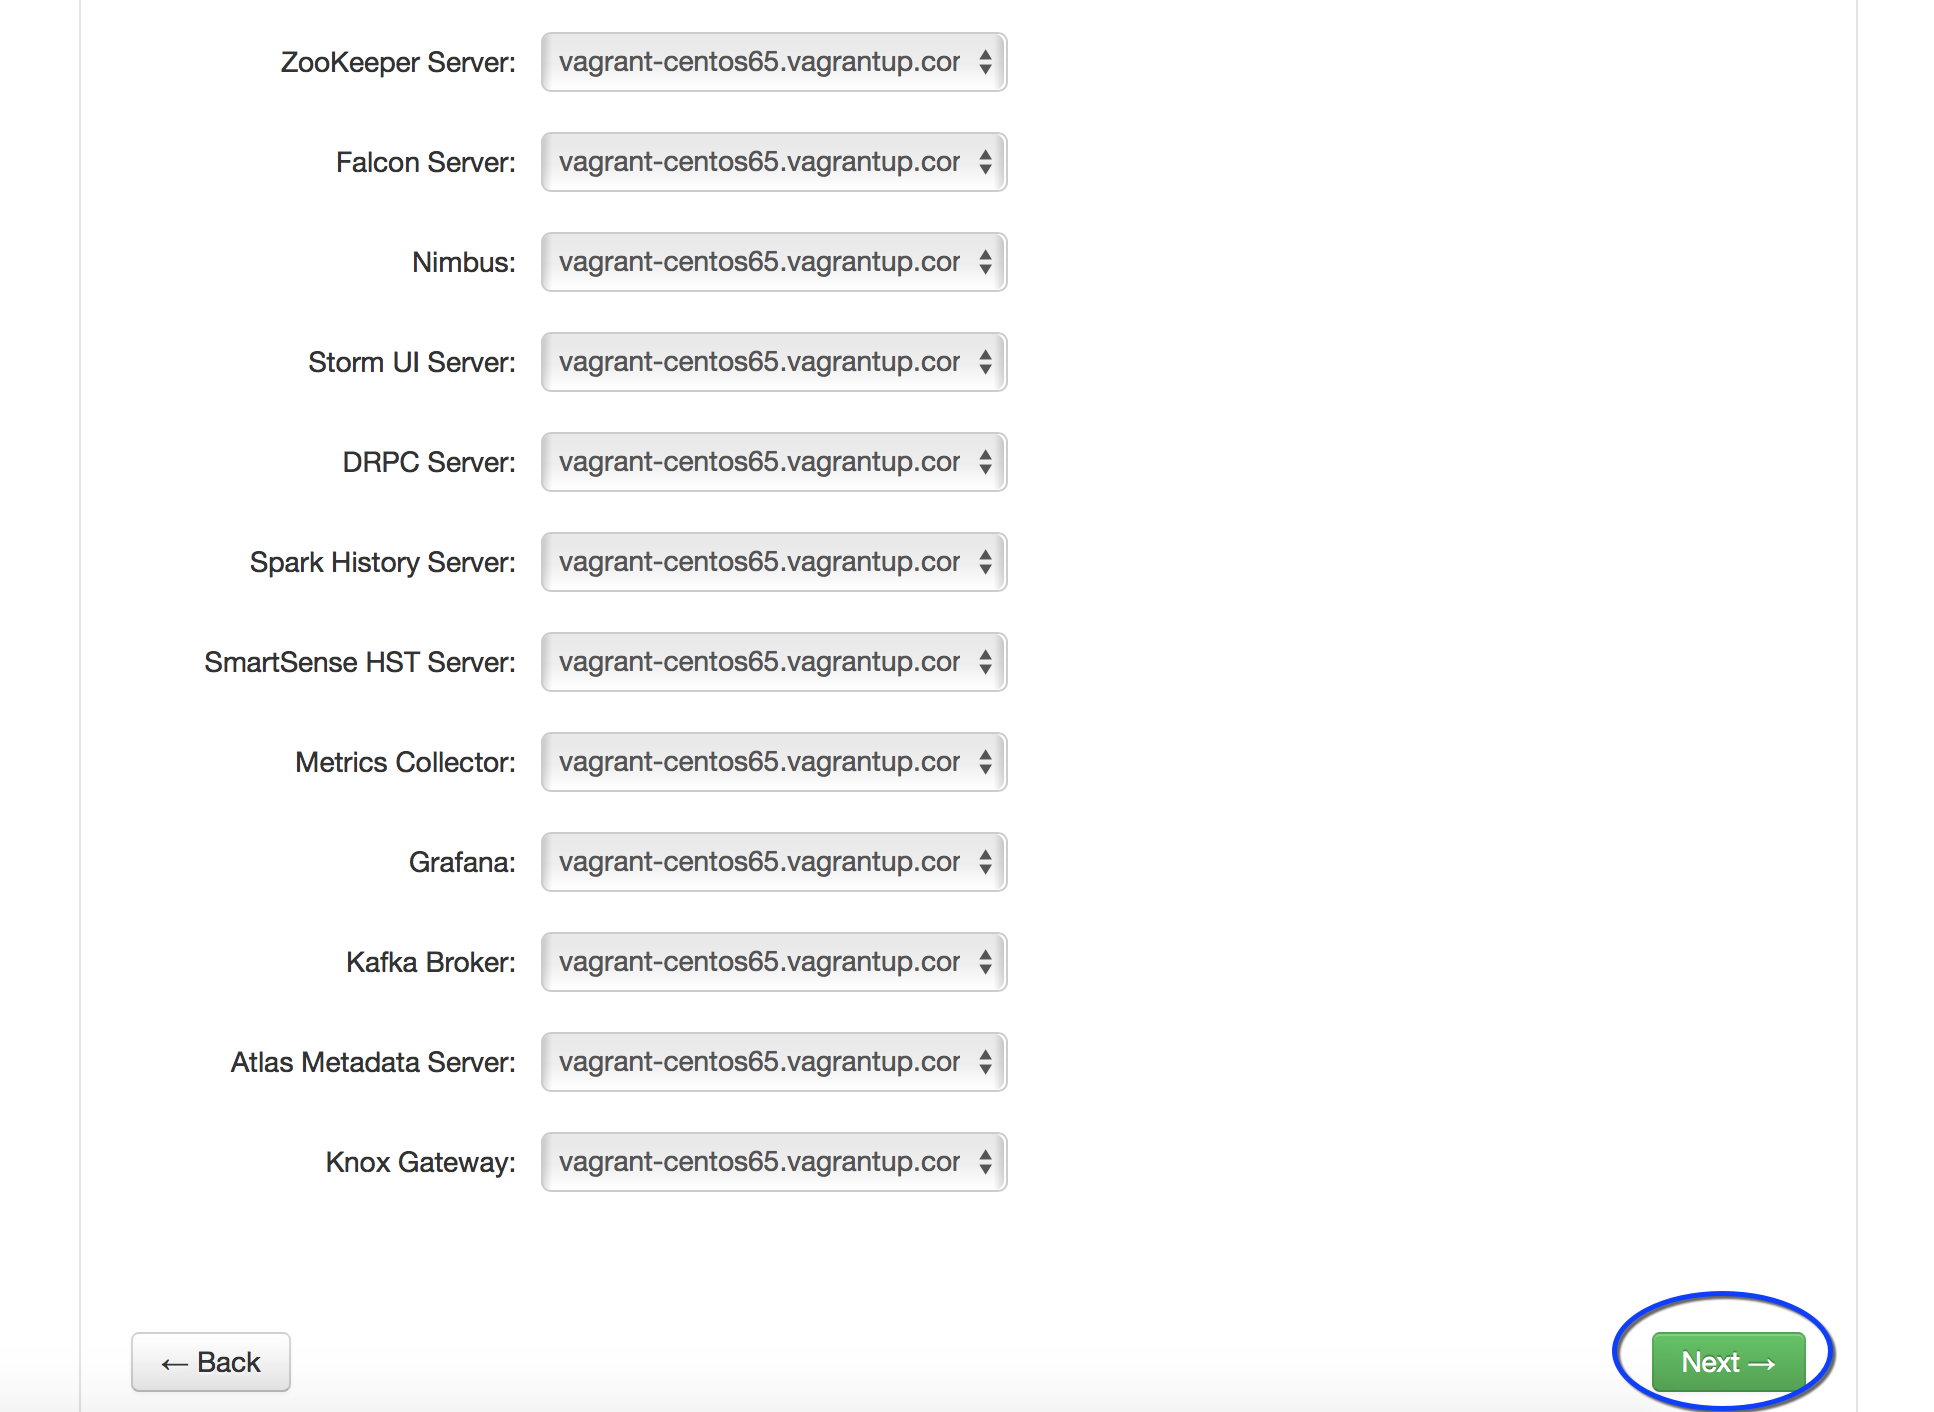 ZooKeeper Server: vagrant-centos65.vagrantup.cor
Falcon Server: vagrant-centos65.vagrantup.cor
Nimbus: vagrant-centos65.vagrantup.cor
Storm UI Server: vagrant-centos65.vagrantup.cor
DRPC Server: vagrant-centos65.vagrantup.cor
Spark History Server: vagrant-centos65.vagrantup.cor
SmartSense HST Server: vagrant-centos65.vagrantup.cor
Metrics Collector: vagrant-centos65.vagrantup.cor
Grafana: vagrant-centos65.vagrantup.cor
Kafka Broker: vagrant-centos65.vagrantup.cor
Atlas Metadata Server: vagrant-centos65.vagrantup.cor
Knox Gateway: vagrant-centos65.vagrantup.cor
← Back
Next →